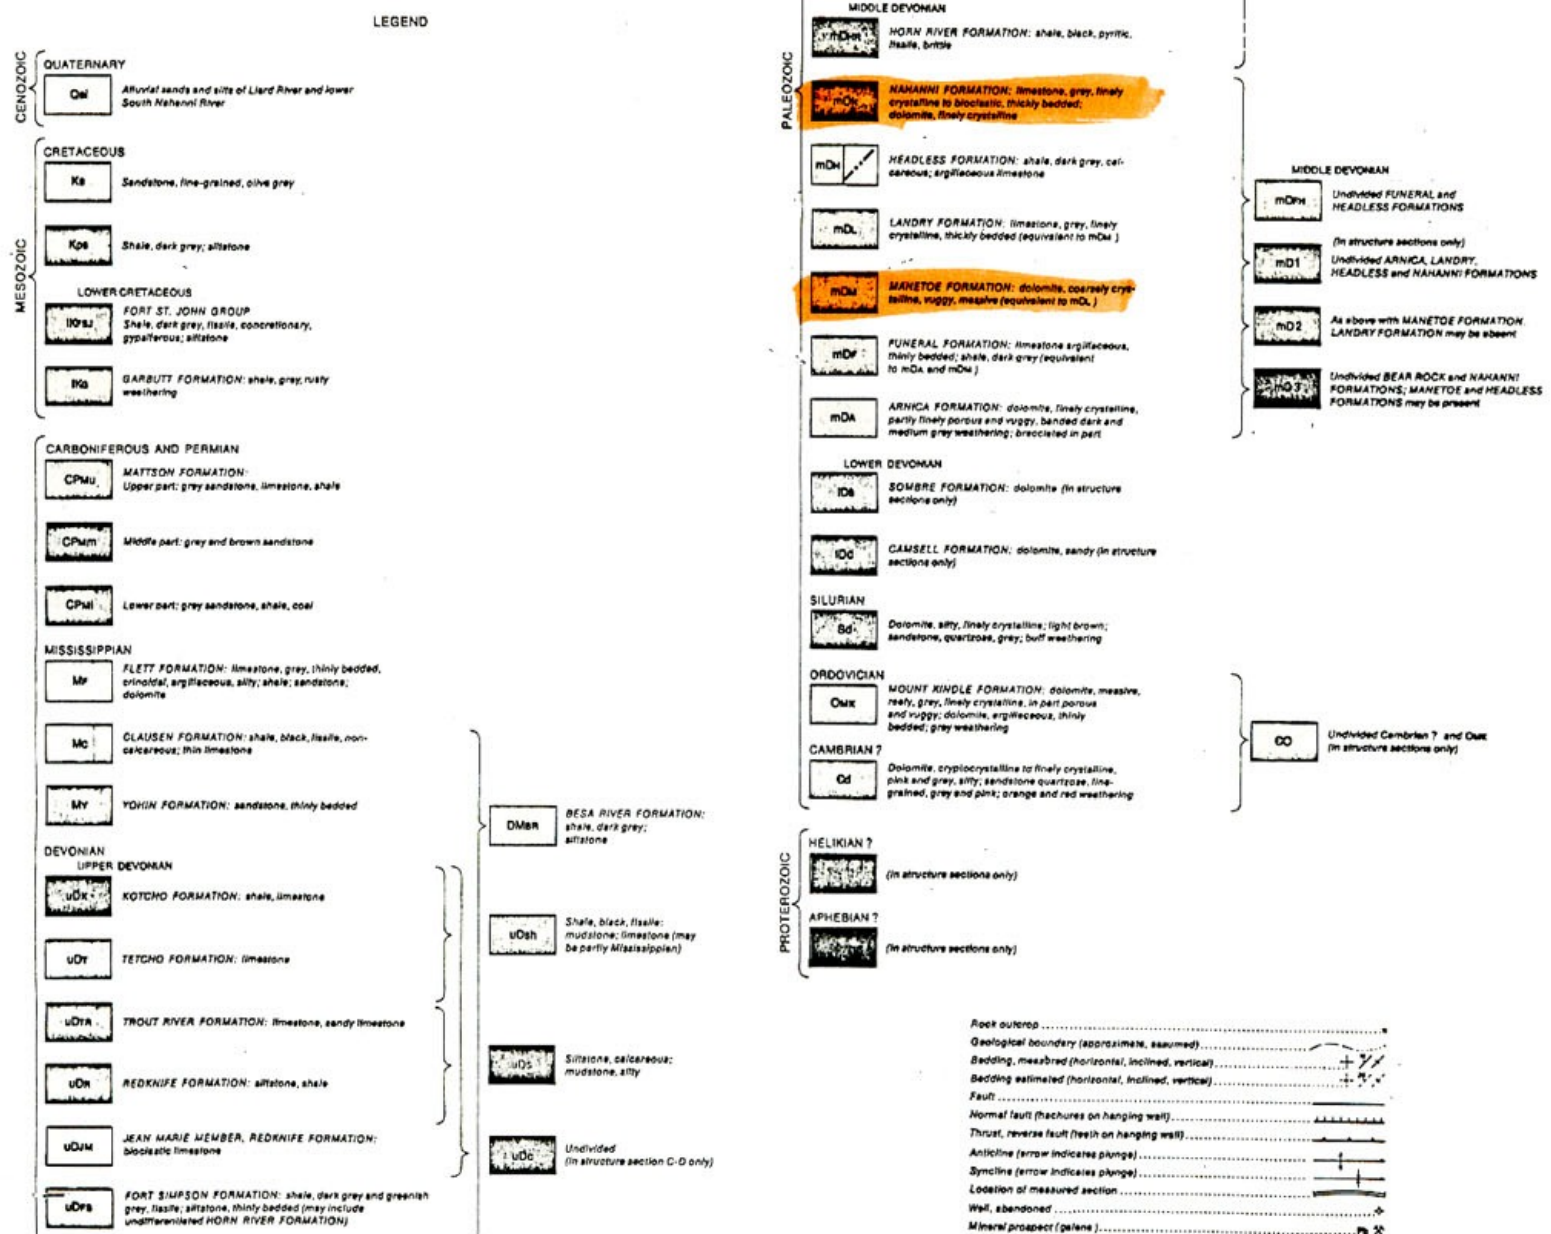 LEGEND
CENOZOIC
QUATERNARY
Qal
Alluvial sands and silts of Liard River and lower
South Nahanni River
MESOZOIC
CRETACEOUS
Ks
Sandstone, fine-grained, olive grey
Kps
Shale, dark grey; siltstone
LOWER CRETACEOUS
lKFSJ
FORT ST. JOHN GROUP
Shale, dark grey, fissile, concretionary,
gypsiferous; siltstone
lKG
GARBUTT FORMATION: shale, grey, rusty
weathering
CARBONIFEROUS AND PERMIAN
CPMu
MATTSON FORMATION:
Upper part: grey sandstone, limestone, shale
CPMm
Middle part: grey and brown sandstone
CPMl
Lower part: grey sandstone, shale, coal
MISSISSIPPIAN
MF
FLETT FORMATION: limestone, grey, thinly bedded,
crinoidal, argillaceous, silty; shale; sandstone;
dolomite
MC
CLAUSEN FORMATION: shale, black, fissile, non-
calcareous; thin limestone
MY
YOHIN FORMATION: sandstone, thinly bedded
DEVONIAN
UPPER DEVONIAN
uDK
KOTCHO FORMATION: shale, limestone
uDT
TETCHO FORMATION: limestone
uDTR
TROUT RIVER FORMATION: limestone, sandy limestone
uDR
REDKNIFE FORMATION: siltstone, shale
uDJM
JEAN MARIE MEMBER, REDKNIFE FORMATION:
bioclastic limestone
uDFS
FORT SIMPSON FORMATION: shale, dark grey and greenish
grey, fissile; siltstone, thinly bedded (may include
undifferentiated HORN RIVER FORMATION)
DMBR
BESA RIVER FORMATION:
shale, dark grey;
siltstone
uDsh
Shale, black, fissile;
mudstone; limestone (may
be partly Mississippian)
uDs
Siltstone, calcareous;
mudstone, silty
uDc
Undivided
(in structure section C-D only)
PALEOZOIC
MIDDLE DEVONIAN
mDHR
HORN RIVER FORMATION: shale, black, pyritic,
fissile, brittle
mDN
NAHANNI FORMATION: limestone, grey, finely
crystalline to bioclastic, thickly bedded;
dolomite, finely crystalline
mDH
HEADLESS FORMATION: shale, dark grey, cal-
careous; argillaceous limestone
mDL
LANDRY FORMATION: limestone, grey, finely
crystalline, thickly bedded (equivalent to mDM )
mDM
MANETOE FORMATION: dolomite, coarsely crys-
talline, vuggy, massive (equivalent to mDL )
mDF
FUNERAL FORMATION: limestone argillaceous,
thinly bedded; shale, dark grey (equivalent
to mDA and mDM )
mDA
ARNICA FORMATION: dolomite, finely crystalline,
partly finely porous and vuggy, banded dark and
medium grey weathering; brecciated in part
LOWER DEVONIAN
lDs
SOMBRE FORMATION: dolomite (in structure
sections only)
lDc
CAMSELL FORMATION: dolomite, sandy (in structure
sections only)
SILURIAN
Sd
Dolomite, silty, finely crystalline; light brown;
sandstone, quartzose, grey; buff weathering
ORDOVICIAN
OMK
MOUNT KINDLE FORMATION: dolomite, massive,
reefy, grey, finely crystalline, in part porous
and vuggy; dolomite, argillaceous, thinly
bedded; grey weathering
CAMBRIAN ?
Cd
Dolomite, cryptocrystalline to finely crystalline,
pink and grey, silty; sandstone quartzose, fine-
grained, grey and pink; orange and red weathering
PROTEROZOIC
HELIKIAN ?
(in structure sections only)
APHEBIAN ?
(in structure sections only)
MIDDLE DEVONIAN
mDFH
Undivided FUNERAL and
HEADLESS FORMATIONS
(in structure sections only)
mD1
Undivided ARNICA, LANDRY,
HEADLESS and NAHANNI FORMATIONS
mD2
As above with MANETOE FORMATION.
LANDRY FORMATION may be absent
mD3
Undivided BEAR ROCK and NAHANNI
FORMATIONS; MANETOE and HEADLESS
FORMATIONS may be present
CO
Undivided Cambrian ? and OMK
(in structure sections only)
Rock outcrop
Geological boundary (approximate, assumed)
Bedding, measured (horizontal, inclined, vertical)
Bedding estimated (horizontal, inclined, vertical)
Fault
Normal fault (hachures on hanging wall)
Thrust, reverse fault (teeth on hanging wall)
Anticline (arrow indicates plunge)
Syncline (arrow indicates plunge)
Location of measured section
Well, abandoned
Mineral prospect (galena )